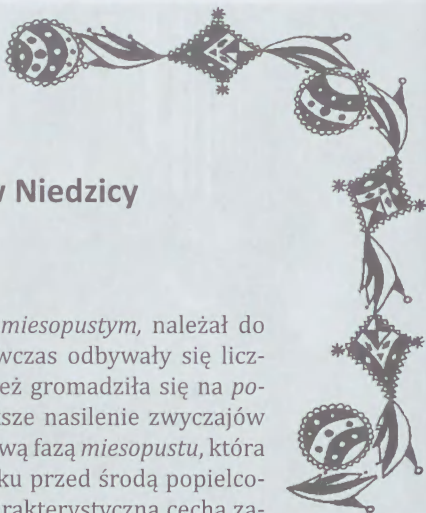 Niedzicy
miesopustym, należał do
wczas odbywały się licz-
eż gromadziła się na po-
sze nasilenie zwyczajów
wą fazą miesopustu, która
ku przed środą popielco-
rakterystyczną cechą za-